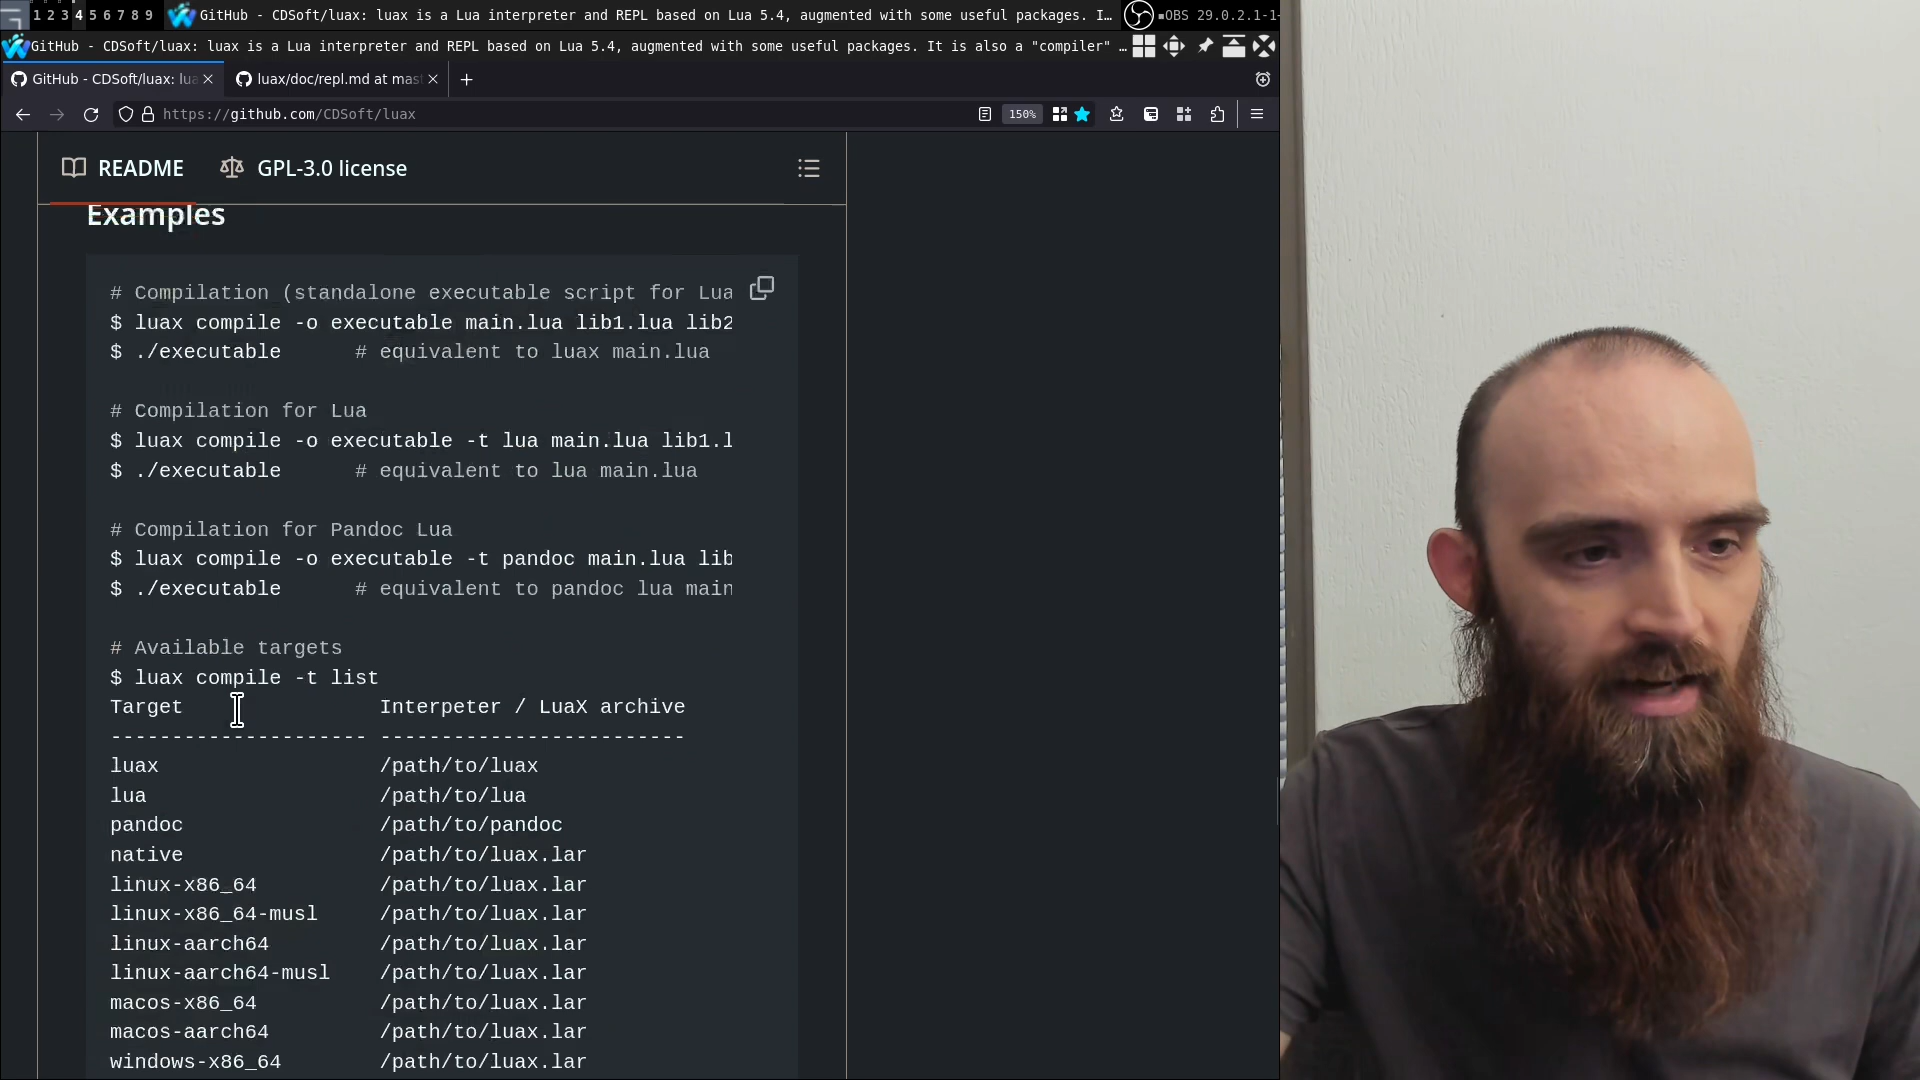 1 2 3 4 5 6 7 8 9
GitHub - CDSoft/luax: luax is a Lua interpreter and REPL based on Lua 5.4, augmented with some useful packages. I…
OBS 29.0.2.1-1-
GitHub - CDSoft/luax: luax is a Lua interpreter and REPL based on Lua 5.4, augmented with some useful packages. It is also a "compiler" …
GitHub - CDSoft/luax: lua
luax/doc/repl.md at mas
https://github.com/CDSoft/luax
150%
README
GPL-3.0 license
Examples
# Compilation (standalone executable script for Lua
$ luax compile -o executable main.lua lib1.lua lib2
$ ./executable # equivalent to luax main.lua
# Compilation for Lua
$ luax compile -o executable -t lua main.lua lib1.l
$ ./executable # equivalent to lua main.lua
# Compilation for Pandoc Lua
$ luax compile -o executable -t pandoc main.lua lib
$ ./executable # equivalent to pandoc lua main
# Available targets
$ luax compile -t list
Target Interpeter / LuaX archive
--------------------- -------------------------
luax /path/to/luax
lua /path/to/lua
pandoc /path/to/pandoc
native /path/to/luax.lar
linux-x86_64 /path/to/luax.lar
linux-x86_64-musl /path/to/luax.lar
linux-aarch64 /path/to/luax.lar
linux-aarch64-musl /path/to/luax.lar
macos-x86_64 /path/to/luax.lar
macos-aarch64 /path/to/luax.lar
windows-x86_64 /path/to/luax.lar